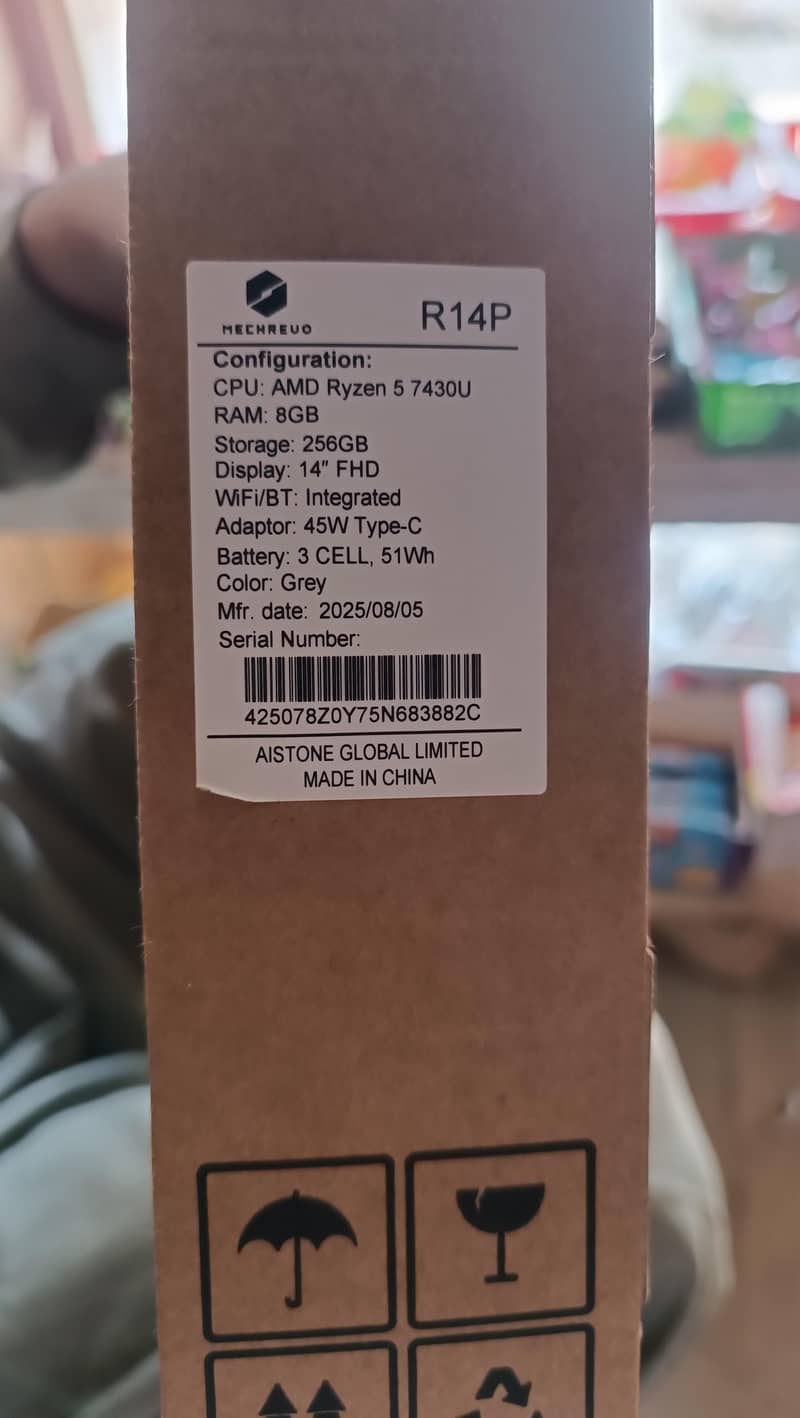 MECHREVO
R14P
Configuration:
CPU: AMD Ryzen 5 7430U
RAM: 8GB
Storage: 256GB
Display: 14" FHD
WiFi/BT: Integrated
Adaptor: 45W Type-C
Battery: 3 CELL, 51Wh
Color: Grey
Mfr. date: 2025/08/05
Serial Number:
425078Z0Y75N683882C
AISTONE GLOBAL LIMITED
MADE IN CHINA